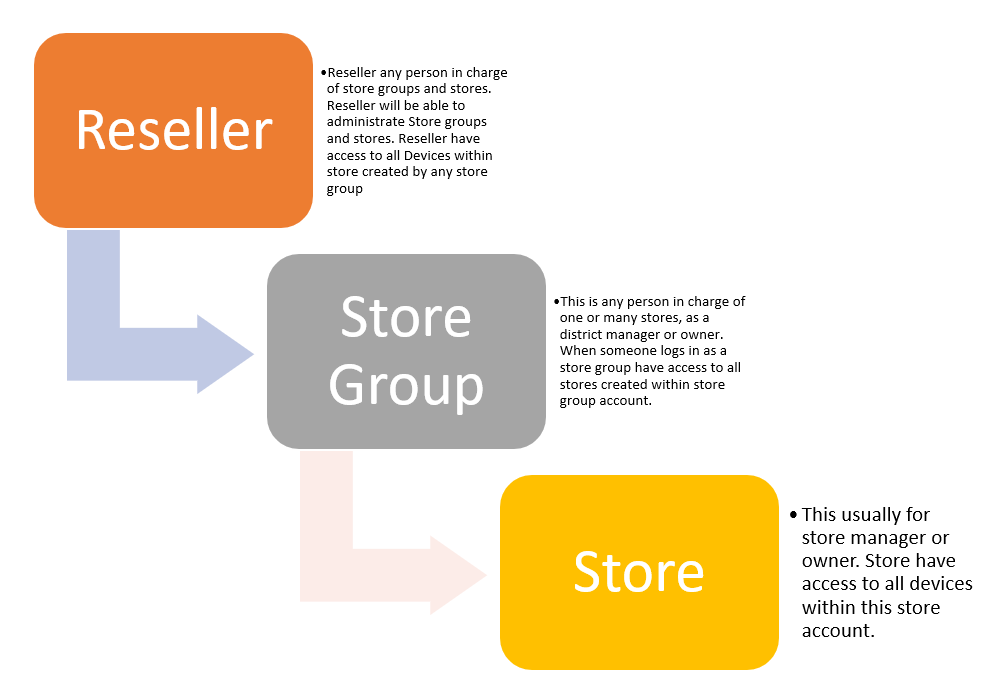 Reseller
•Reseller any person in charge
of store groups and stores.
Reseller will be able to
administrate Store groups
and stores. Reseller have
access to all Devices within
store created by any store
group
Store
Group
•This is any person in charge of
one or many stores, as a
district manager or owner.
When someone logs in as a
store group have access to all
stores created within store
group account.
Store
•This usually for
store manager or
owner. Store have
access to all devices
within this store
account.